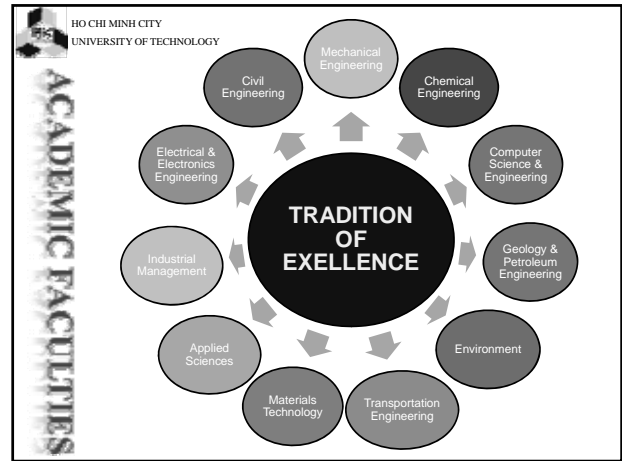 HO CHI MINH CITY
UNIVERSITY OF TECHNOLOGY
ACADEMIC FACULTIES
Mechanical
Engineering
Chemical
Engineering
Computer
Science &
Engineering
Geology &
Petroleum
Engineering
Environment
Transportation
Engineering
Materials
Technology
Applied
Sciences
Industrial
Management
Electrical &
Electronics
Engineering
Civil
Engineering
TRADITION
OF
EXELLENCE